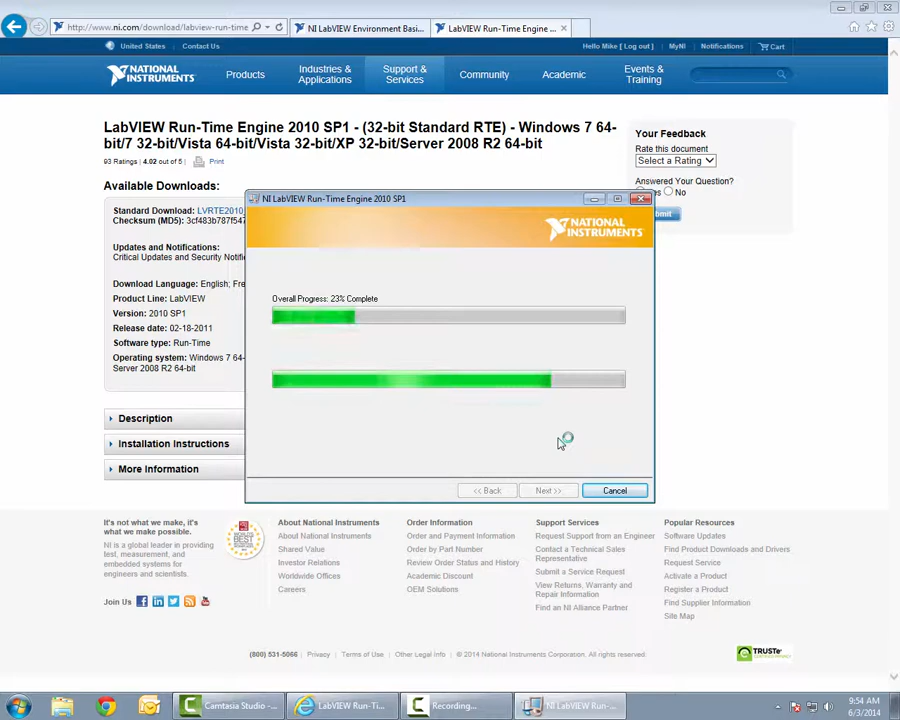 http://www.ni.com/download/labview-run-time
NI LabVIEW Environment Basi...
LabVIEW Run-Time Engine ...
United States
Contact Us
Hello Mike [ Log out ]
MyNI
Notifications
Cart
NATIONAL INSTRUMENTS
Products
Industries & Applications
Support & Services
Community
Academic
Events & Training
LabVIEW Run-Time Engine 2010 SP1 - (32-bit Standard RTE) - Windows 7 64-
bit/7 32-bit/Vista 64-bit/Vista 32-bit/XP 32-bit/Server 2008 R2 64-bit
93 Ratings | 4.02 out of 5 |
Print
Your Feedback
Rate this document
Select a Rating
Answered Your Question?
Yes
No
Available Downloads:
Standard Download: LVRTE2010_
Checksum (MD5): 3cf483b787f547
Updates and Notifications:
Critical Updates and Security Notifi
Download Language: English; Fre
Product Line: LabVIEW
Version: 2010 SP1
Release date: 02-18-2011
Software type: Run-Time
Operating system: Windows 7 64-
Server 2008 R2 64-bit
NI LabVIEW Run-Time Engine 2010 SP1
NATIONAL INSTRUMENTS
Overall Progress: 23% Complete
<< Back
Next >>
Cancel
Description
Installation Instructions
More Information
It's not what we make, it's
what we make possible.
NI is a global leader in providing
test, measurement, and
embedded systems for
engineers and scientists.
Join Us
About National Instruments
About National Instruments
Shared Value
Investor Relations
Worldwide Offices
Careers
Order Information
Order and Payment Information
Order by Part Number
Review Order Status and History
Academic Discount
OEM Solutions
Support Services
Request Support from an Engineer
Contact a Technical Sales
Representative
Submit a Service Request
View Returns, Warranty and
Repair Information
Find an NI Alliance Partner
Popular Resources
Software Updates
Find Product Downloads and Drivers
Request Service
Activate a Product
Register a Product
Find Supplier Information
Site Map
(800) 531-5066 | Privacy | Terms of Use | Other Legal Info | © 2014 National Instruments Corporation. All rights reserved.
TRUSTe
Camtasia Studio - ...
LabVIEW Run-Ti...
Recording...
NI LabVIEW Run-...
9:54 AM
6/3/2014